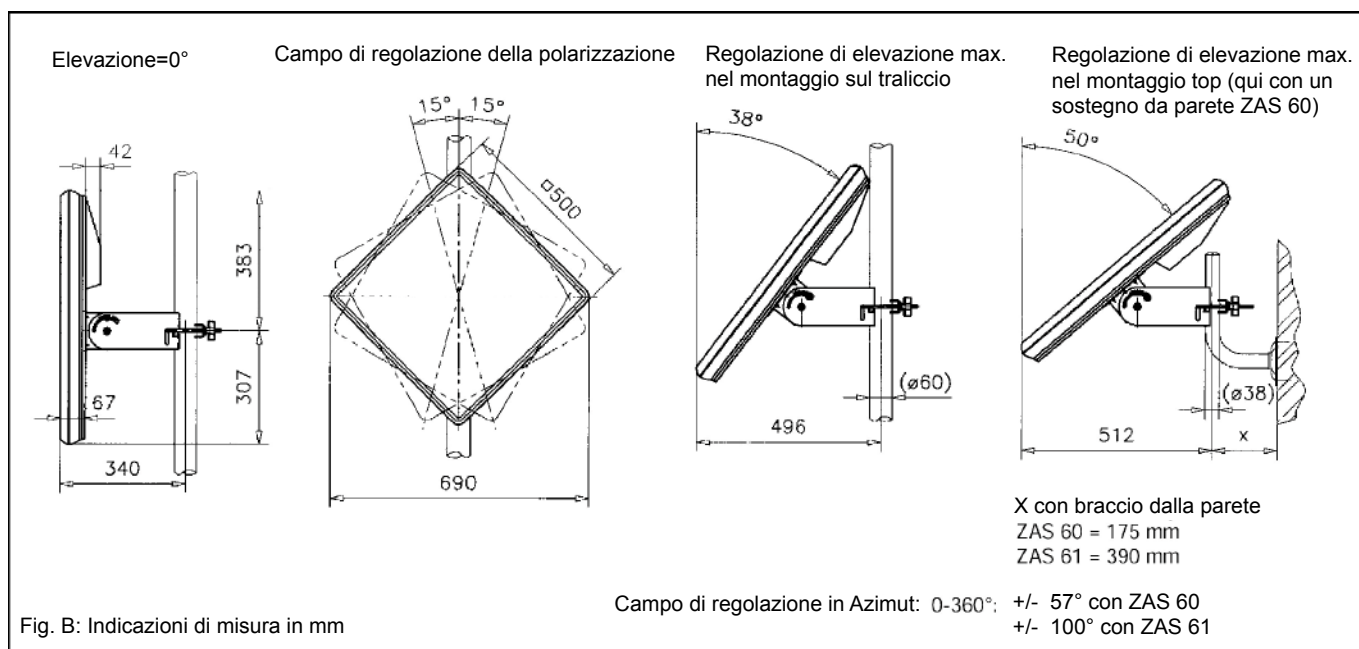 Elevazione=0°
Campo di regolazione della polarizzazione
Regolazione di elevazione max.
nel montaggio sul traliccio
Regolazione di elevazione max.
nel montaggio top (qui con un
sostegno da parete ZAS 60)
42
383
307
67
340
15°
15°
□500
690
38°
(ø60)
496
50°
(ø38)
512
x
X con braccio dalla parete
ZAS 60 = 175 mm
ZAS 61 = 390 mm
Campo di regolazione in Azimut: 0-360°: +/- 57° con ZAS 60
+/- 100° con ZAS 61
Fig. B: Indicazioni di misura in mm